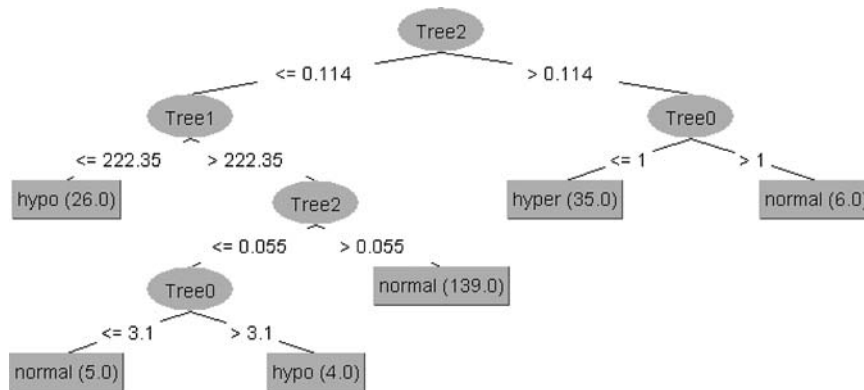 Tree2
<= 0.114 > 0.114
Tree1 Tree0
<= 222.35 > 222.35 <= 1 > 1
hypo (26.0) Tree2 hyper (35.0) normal (6.0)
<= 0.055 > 0.055
Tree0 normal (139.0)
<= 3.1 > 3.1
normal (5.0) hypo (4.0)